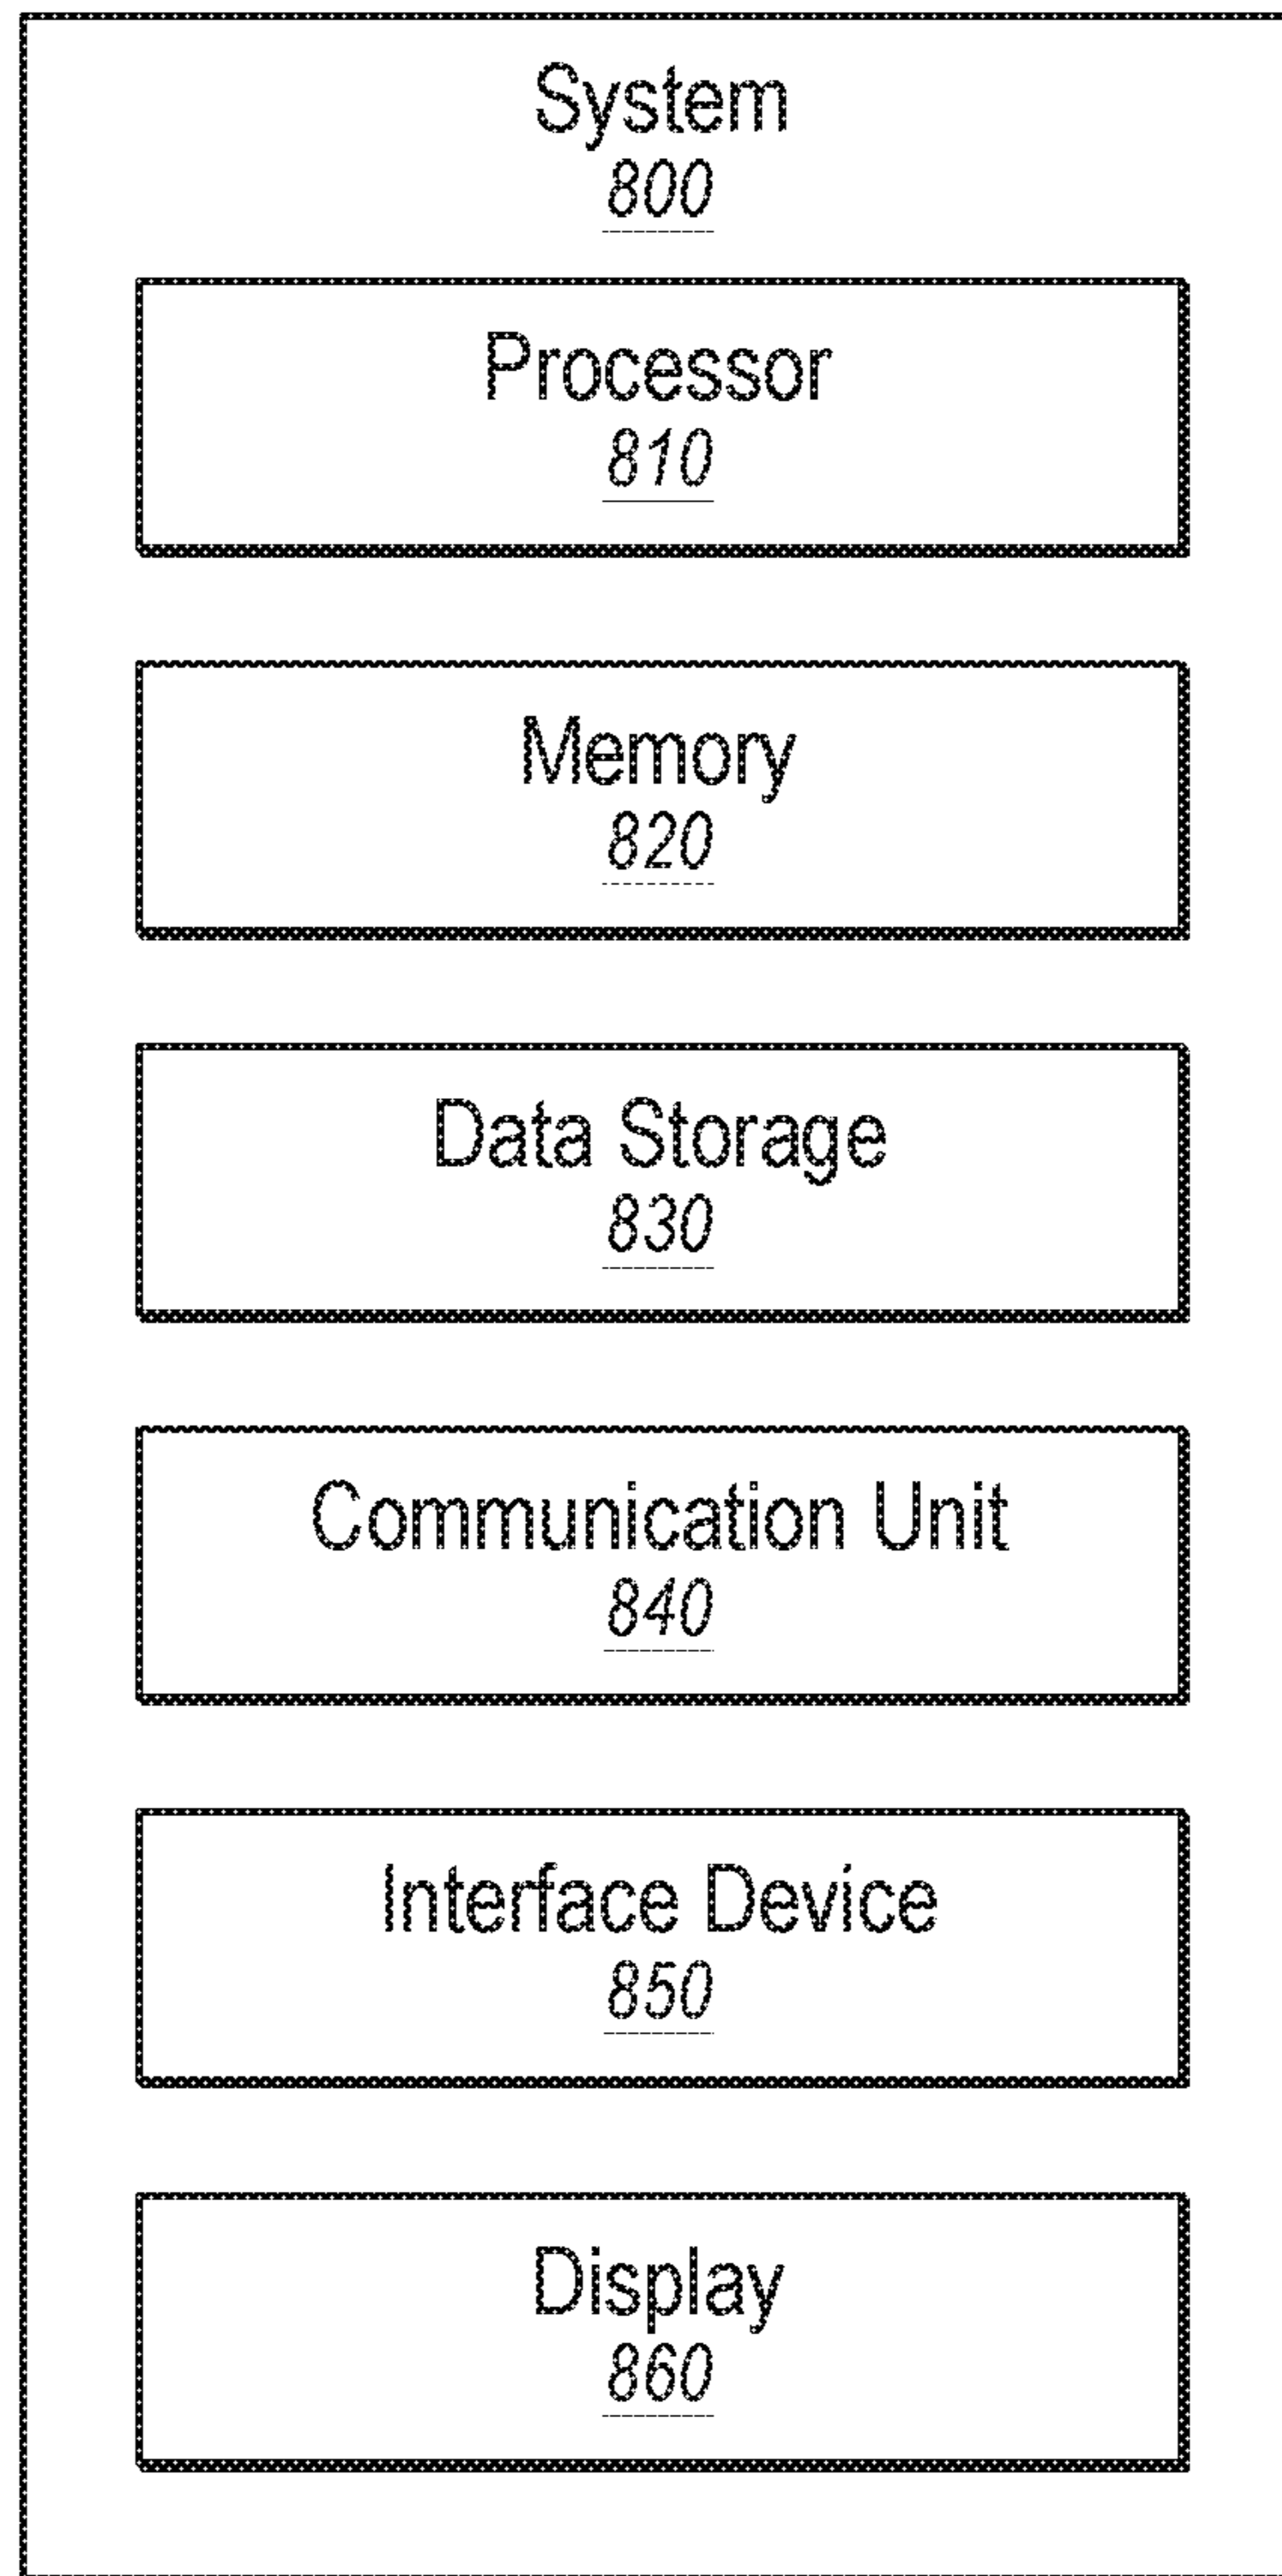 System
800
Processor
810
Memory
820
Data Storage
830
Communication Unit
840
Interface Device
850
Display
860